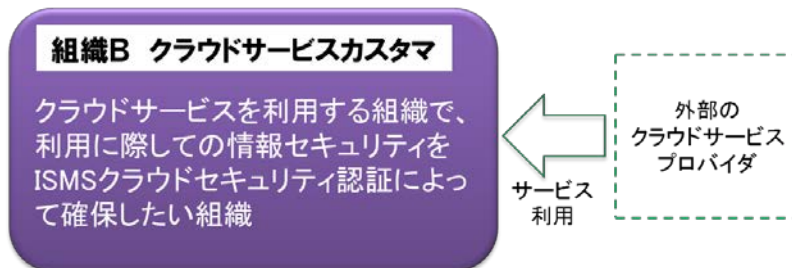 組織B クラウドサービスカスタマ
クラウドサービスを利用する組織で、
利用に際しての情報セキュリティを
ISMSクラウドセキュリティ認証によっ
て確保したい組織
サービス
利用
外部の
クラウドサービス
プロバイダ